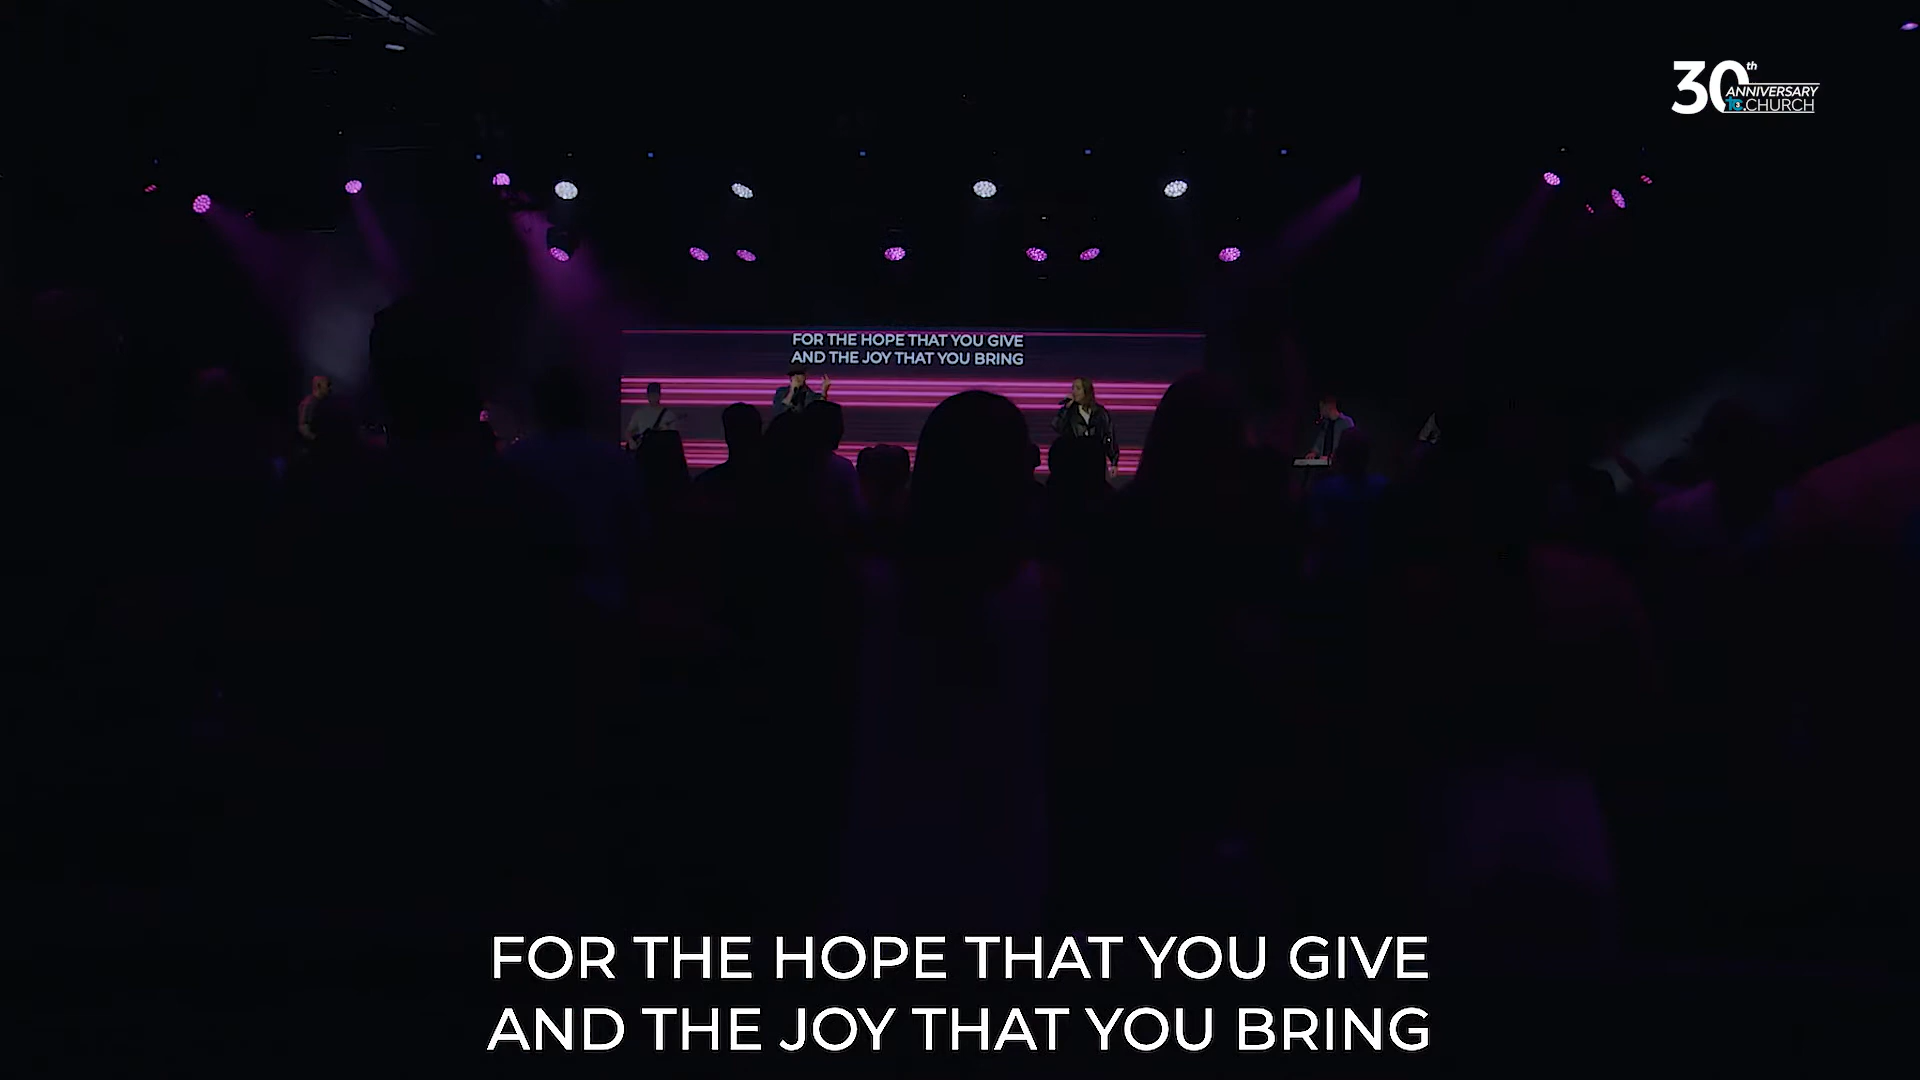 30th
ANNIVERSARY
.CHURCH
FOR THE HOPE THAT YOU GIVE
AND THE JOY THAT YOU BRING
FOR THE HOPE THAT YOU GIVE
AND THE JOY THAT YOU BRING